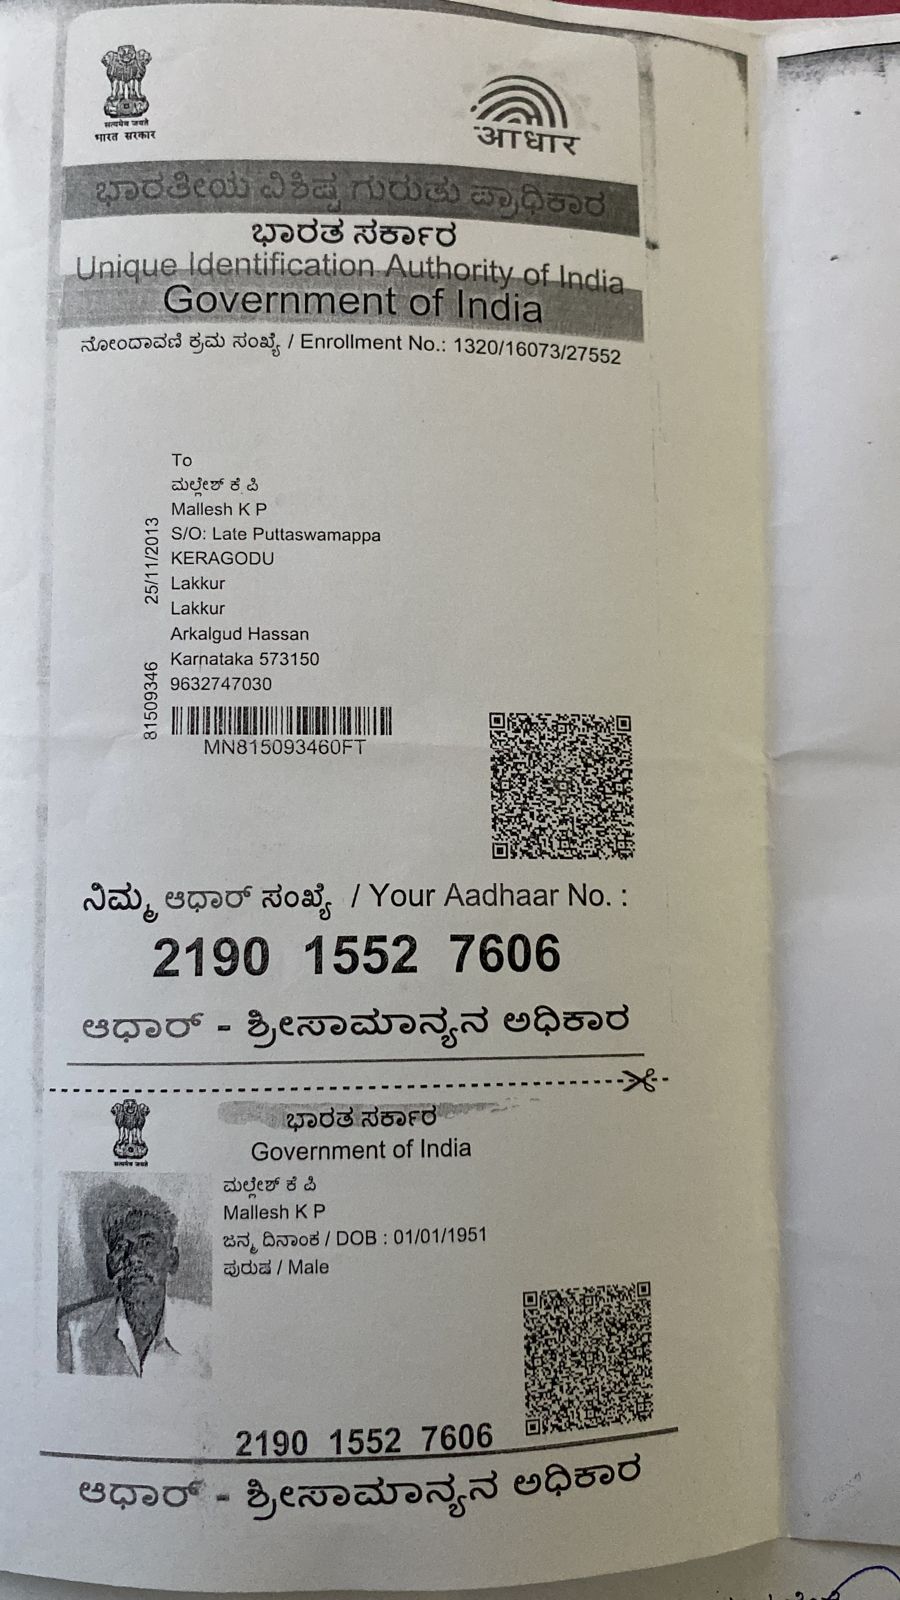 सत्यमेव जयते
भारत सरकार
आधार
ಭಾರತೀಯ ವಿಶಿಷ್ಟ ಗುರುತು ಪ್ರಾಧಿಕಾರ
ಭಾರತ ಸರ್ಕಾರ
Unique Identification Authority of India
Government of India
ನೋಂದಾವಣಿ ಕ್ರಮ ಸಂಖ್ಯೆ / Enrollment No.: 1320/16073/27552
To
ಮಲ್ಲೇಶ್ ಕೆ ಪಿ
Mallesh K P
S/O: Late Puttaswamappa
KERAGODU
Lakkur
Lakkur
Arkalgud Hassan
Karnataka 573150
9632747030
25/11/2013
81509346
MN815093460FT
ನಿಮ್ಮ ಆಧಾರ್ ಸಂಖ್ಯೆ / Your Aadhaar No. :
2190 1552 7606
ಆಧಾರ್ - ಶ್ರೀಸಾಮಾನ್ಯನ ಅಧಿಕಾರ
सत्यमेव जयते
ಭಾರತ ಸರ್ಕಾರ
Government of India
ಮಲ್ಲೇಶ್ ಕೆ ಪಿ
Mallesh K P
ಜನ್ಮ ದಿನಾಂಕ / DOB : 01/01/1951
ಪುರುಷ / Male
2190 1552 7606
ಆಧಾರ್ - ಶ್ರೀಸಾಮಾನ್ಯನ ಅಧಿಕಾರ